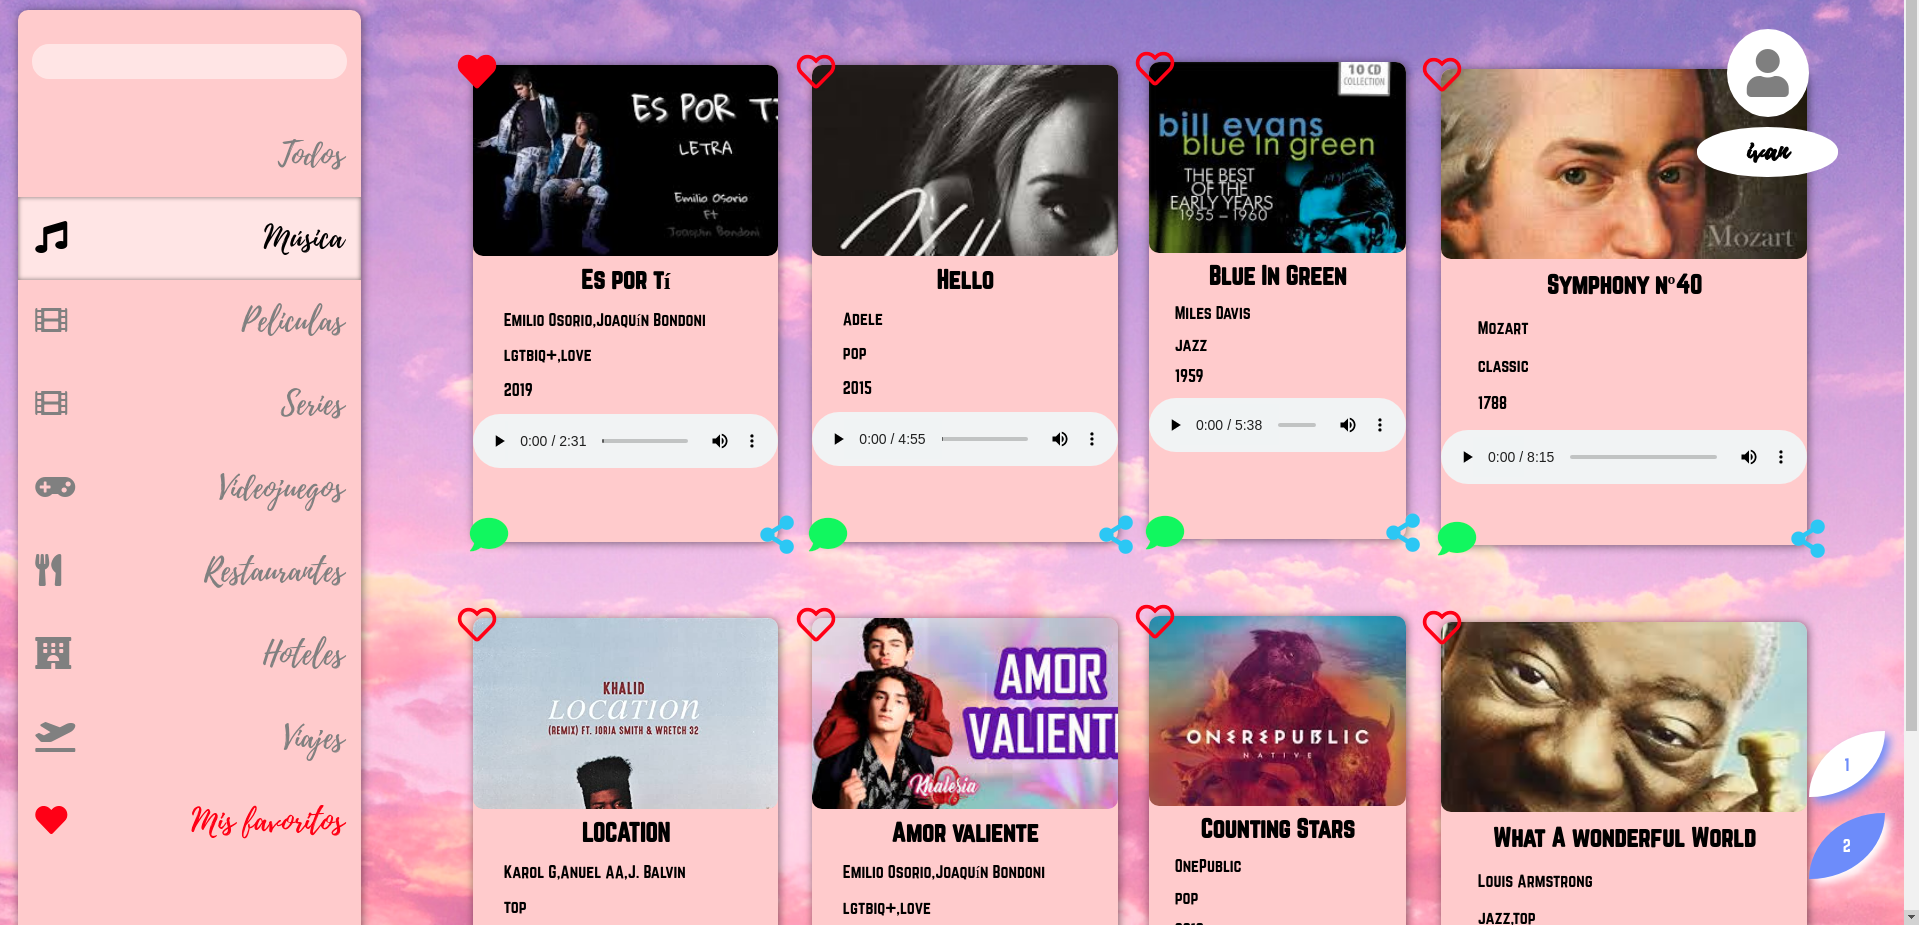 Todos
Música
Peliculas
Series
Videojuegos
Restaurantes
Hoteles
Viajes
Mis favoritos
ES POR TÍ
LETRA
Emilio Osorio
Ft
Joaquin Bondoni
Es por tí
Emilio Osorio,Joaquín Bondoni
lgtbiq+,love
2019
0:00 / 2:31
Hello
Adele
pop
2015
0:00 / 4:55
10 CD
COLLECTION
bill evans
blue in green
THE BEST
OF THE
EARLY YEARS
1955 – 1960
Blue In Green
Miles Davis
jazz
1959
0:00 / 5:38
Mozart
Symphony nº40
Mozart
classic
1788
0:00 / 8:15
ivan
KHALID
LOCATION
(REMIX) FT. JORJA SMITH & WRETCH 32
LOCATION
Karol G,Anuel AA,J. Balvin
top
AMOR
VALIENTE
Khalesia
Amor valiente
Emilio Osorio,Joaquín Bondoni
lgtbiq+,love
ONEREPUBLIC
NATIVE
Counting Stars
OnePublic
pop
What A wonderful World
Louis Armstrong
jazz,top
1
2